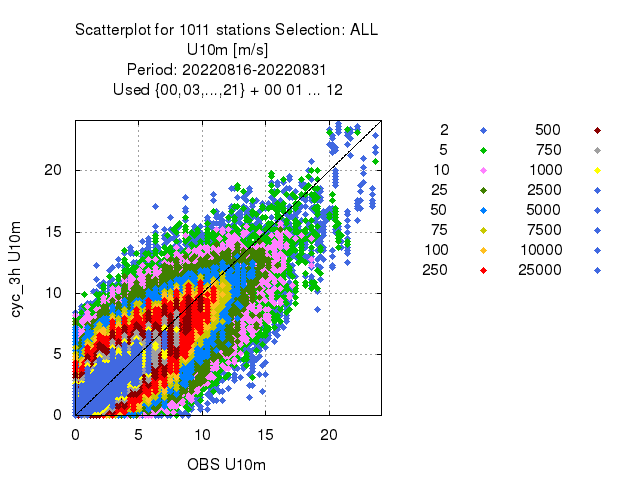 Scatterplot for 1011 stations Selection: ALL
U10m [m/s]
Period: 20220816-20220831
Used {00,03,...,21} + 00 01 ... 12
2 500
5 750
10 1000
25 2500
50 5000
75 7500
100 10000
250 25000
20
15
10
5
0
cyc_3h U10m
0 5 10 15 20
OBS U10m